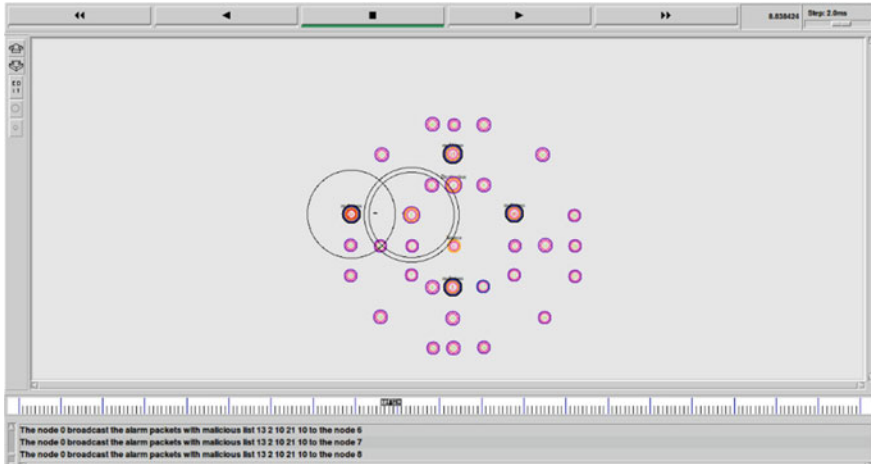 8.838424
Step: 2.0ms
The node 0 broadcast the alarm packets with malicious list 13 2 10 21 10 to the node 6
The node 0 broadcast the alarm packets with malicious list 13 2 10 21 10 to the node 7
The node 0 broadcast the alarm packets with malicious list 13 2 10 21 10 to the node 8